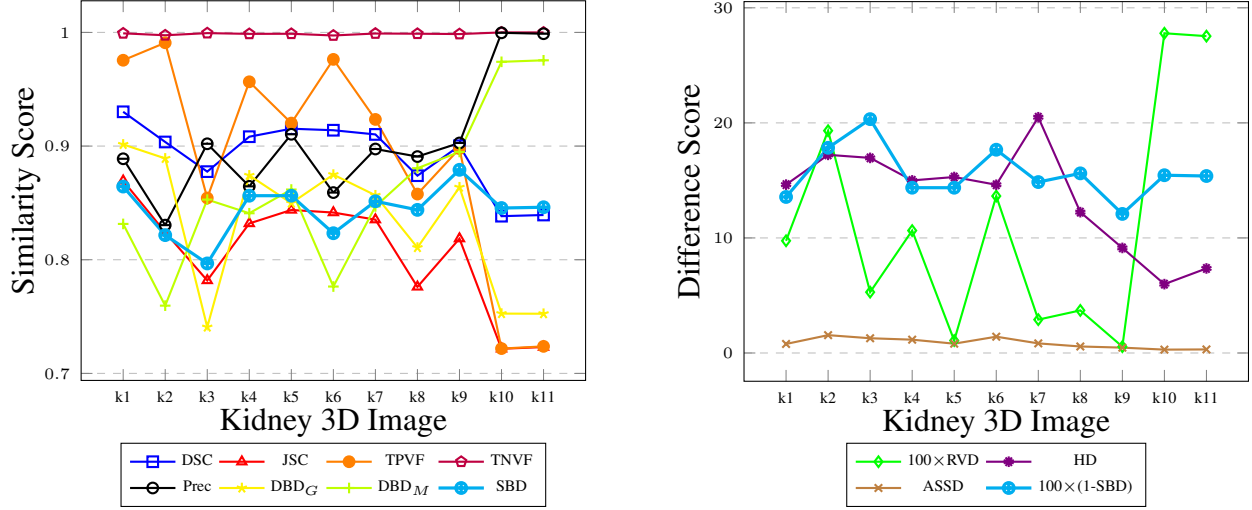 1
0.9
0.8
0.7
Similarity Score
k1 k2 k3 k4 k5 k6 k7 k8 k9 k10 k11
Kidney 3D Image
DSC JSC TPVF TNVF
Prec DBD_G DBD_M SBD
30
20
10
0
Difference Score
k1 k2 k3 k4 k5 k6 k7 k8 k9 k10 k11
Kidney 3D Image
100×RVD HD
ASSD 100×(1-SBD)